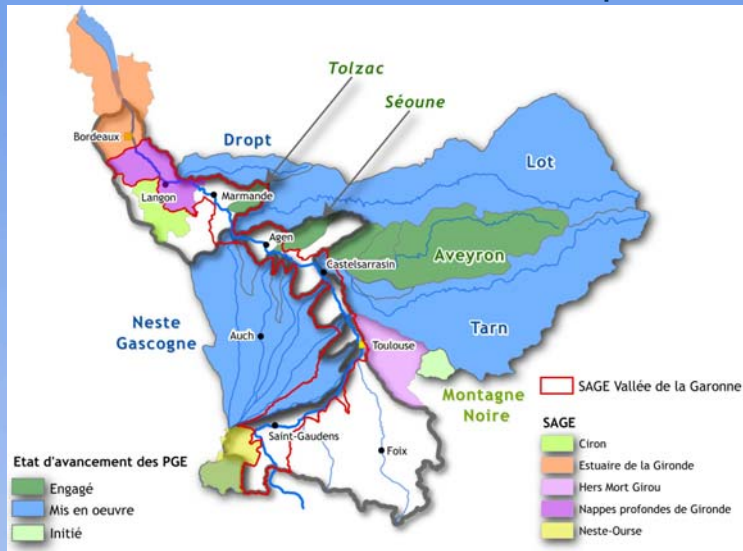 Tolzac
Séoune
Bordeaux
Dropt
Lot
Langon
Marmande
Agen
Castelsarrasin
Aveyron
Neste
Gascogne
Auch
Tarn
Toulouse
Montagne
Noire
SAGE Vallée de la Garonne
SAGE
Saint-Gaudens
Foix
Ciron
Estuaire de la Gironde
Hers Mort Girou
Nappes profondes de Gironde
Neste-Ourse
Etat d'avancement des PGE
Engagé
Mis en oeuvre
Initié